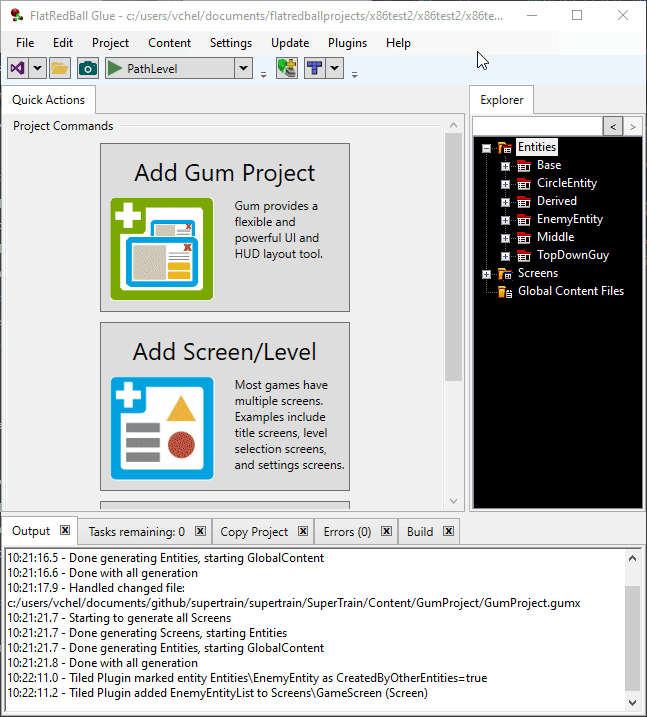 FlatRedBall Glue - c:/users/vchel/documents/flatredballprojects/x86test2/x86test2/x86te...
File Edit Project Content Settings Update Plugins Help
PathLevel
Quick Actions
Project Commands
Add Gum Project
Gum provides a
flexible and
powerful UI and
HUD layout tool.
Add Screen/Level
Most games have
multiple screens.
Examples include
title screens, level
selection screens,
and settings screens.
Explorer
< >
Entities
Base
CircleEntity
Derived
EnemyEntity
Middle
TopDownGuy
Screens
Global Content Files
Output Tasks remaining: 0 Copy Project Errors (0) Build
10:21:16.5 - Done generating Entities, starting GlobalContent
10:21:16.6 - Done with all generation
10:21:17.9 - Handled changed file:
c:/users/vchel/documents/github/supertrain/supertrain/SuperTrain/Content/GumProject/GumProject.gumx
10:21:21.7 - Starting to generate all Screens
10:21:21.7 - Done generating Screens, starting Entities
10:21:21.7 - Done generating Entities, starting GlobalContent
10:21:21.8 - Done with all generation
10:22:11.0 - Tiled Plugin marked entity Entities\EnemyEntity as CreatedByOtherEntities=true
10:22:11.2 - Tiled Plugin added EnemyEntityList to Screens\GameScreen (Screen)